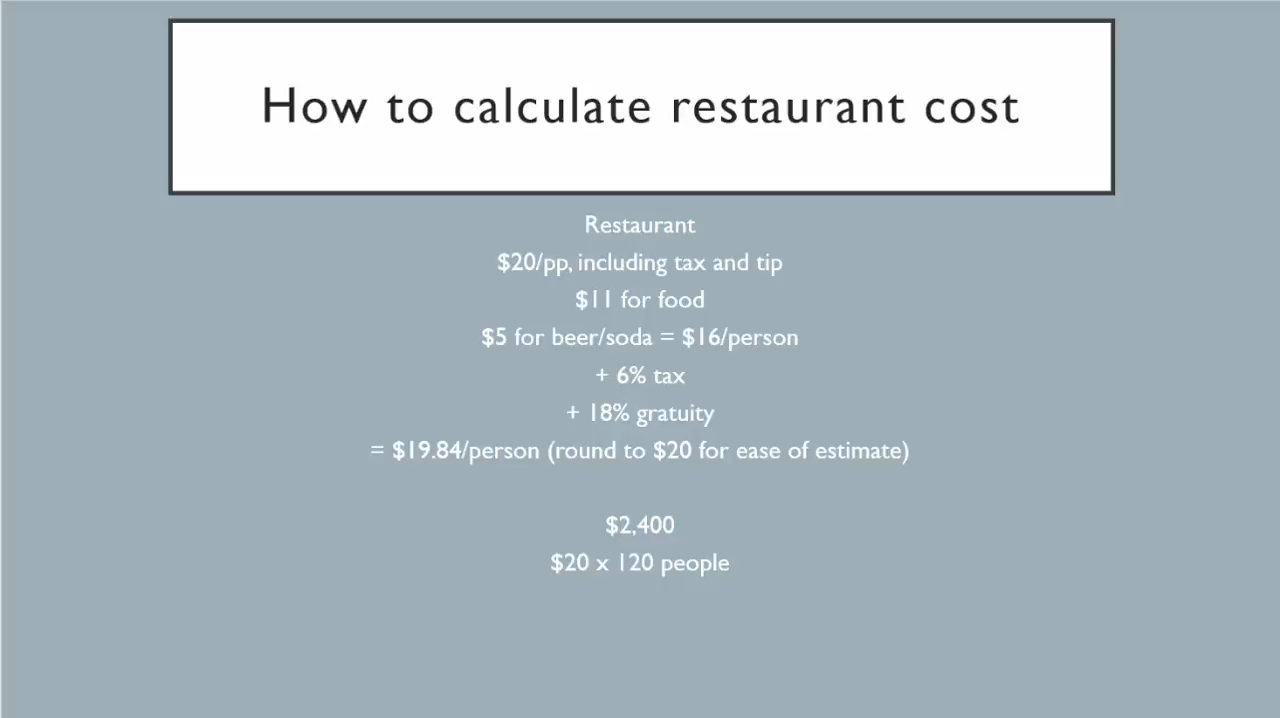 How to calculate restaurant cost
Restaurant
$20/pp, including tax and tip
$11 for food
$5 for beer/soda = $16/person
+ 6% tax
+ 18% gratuity
= $19.84/person (round to $20 for ease of estimate)
$2,400
$20 x 120 people